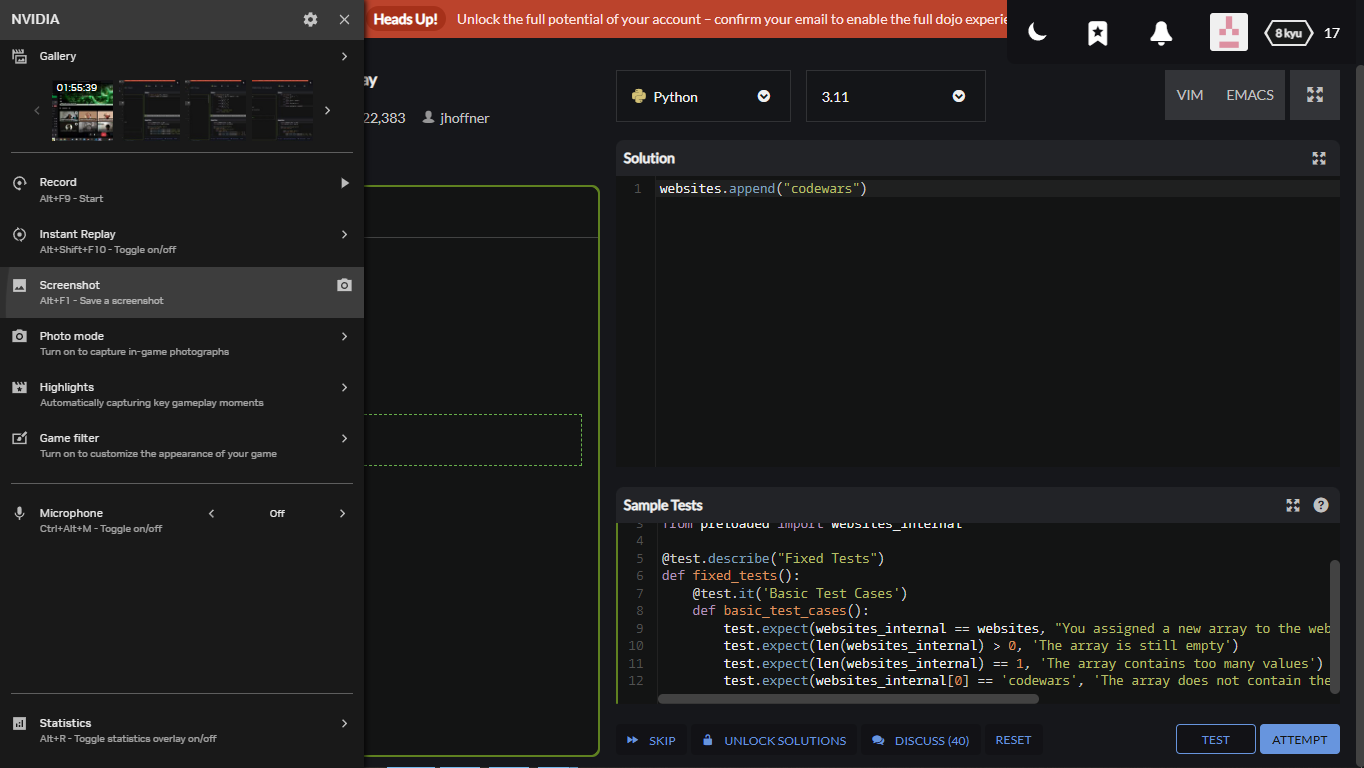 NVIDIA
Gallery
01:55:39
Record
Alt+F9 - Start
Instant Replay
Alt+Shift+F10 - Toggle on/off
Screenshot
Alt+F1 - Save a screenshot
Photo mode
Turn on to capture in-game photographs
Highlights
Automatically capturing key gameplay moments
Game filter
Turn on to customize the appearance of your game
Microphone
Off
Ctrl+Alt+M - Toggle on/off
Statistics
Alt+R - Toggle statistics overlay on/off
Heads Up! Unlock the full potential of your account – confirm your email to enable the full dojo experie
8 kyu 17
ay
22,383 jhoffner
Python 3.11 VIM EMACS
Solution
1 websites.append("codewars")
Sample Tests
3 from preloaded import websites_internal
4
5 @test.describe("Fixed Tests")
6 def fixed_tests():
7 @test.it('Basic Test Cases')
8 def basic_test_cases():
9 test.expect(websites_internal == websites, "You assigned a new array to the web
10 test.expect(len(websites_internal) > 0, 'The array is still empty')
11 test.expect(len(websites_internal) == 1, 'The array contains too many values')
12 test.expect(websites_internal[0] == 'codewars', 'The array does not contain the
SKIP UNLOCK SOLUTIONS DISCUSS (40) RESET TEST ATTEMPT